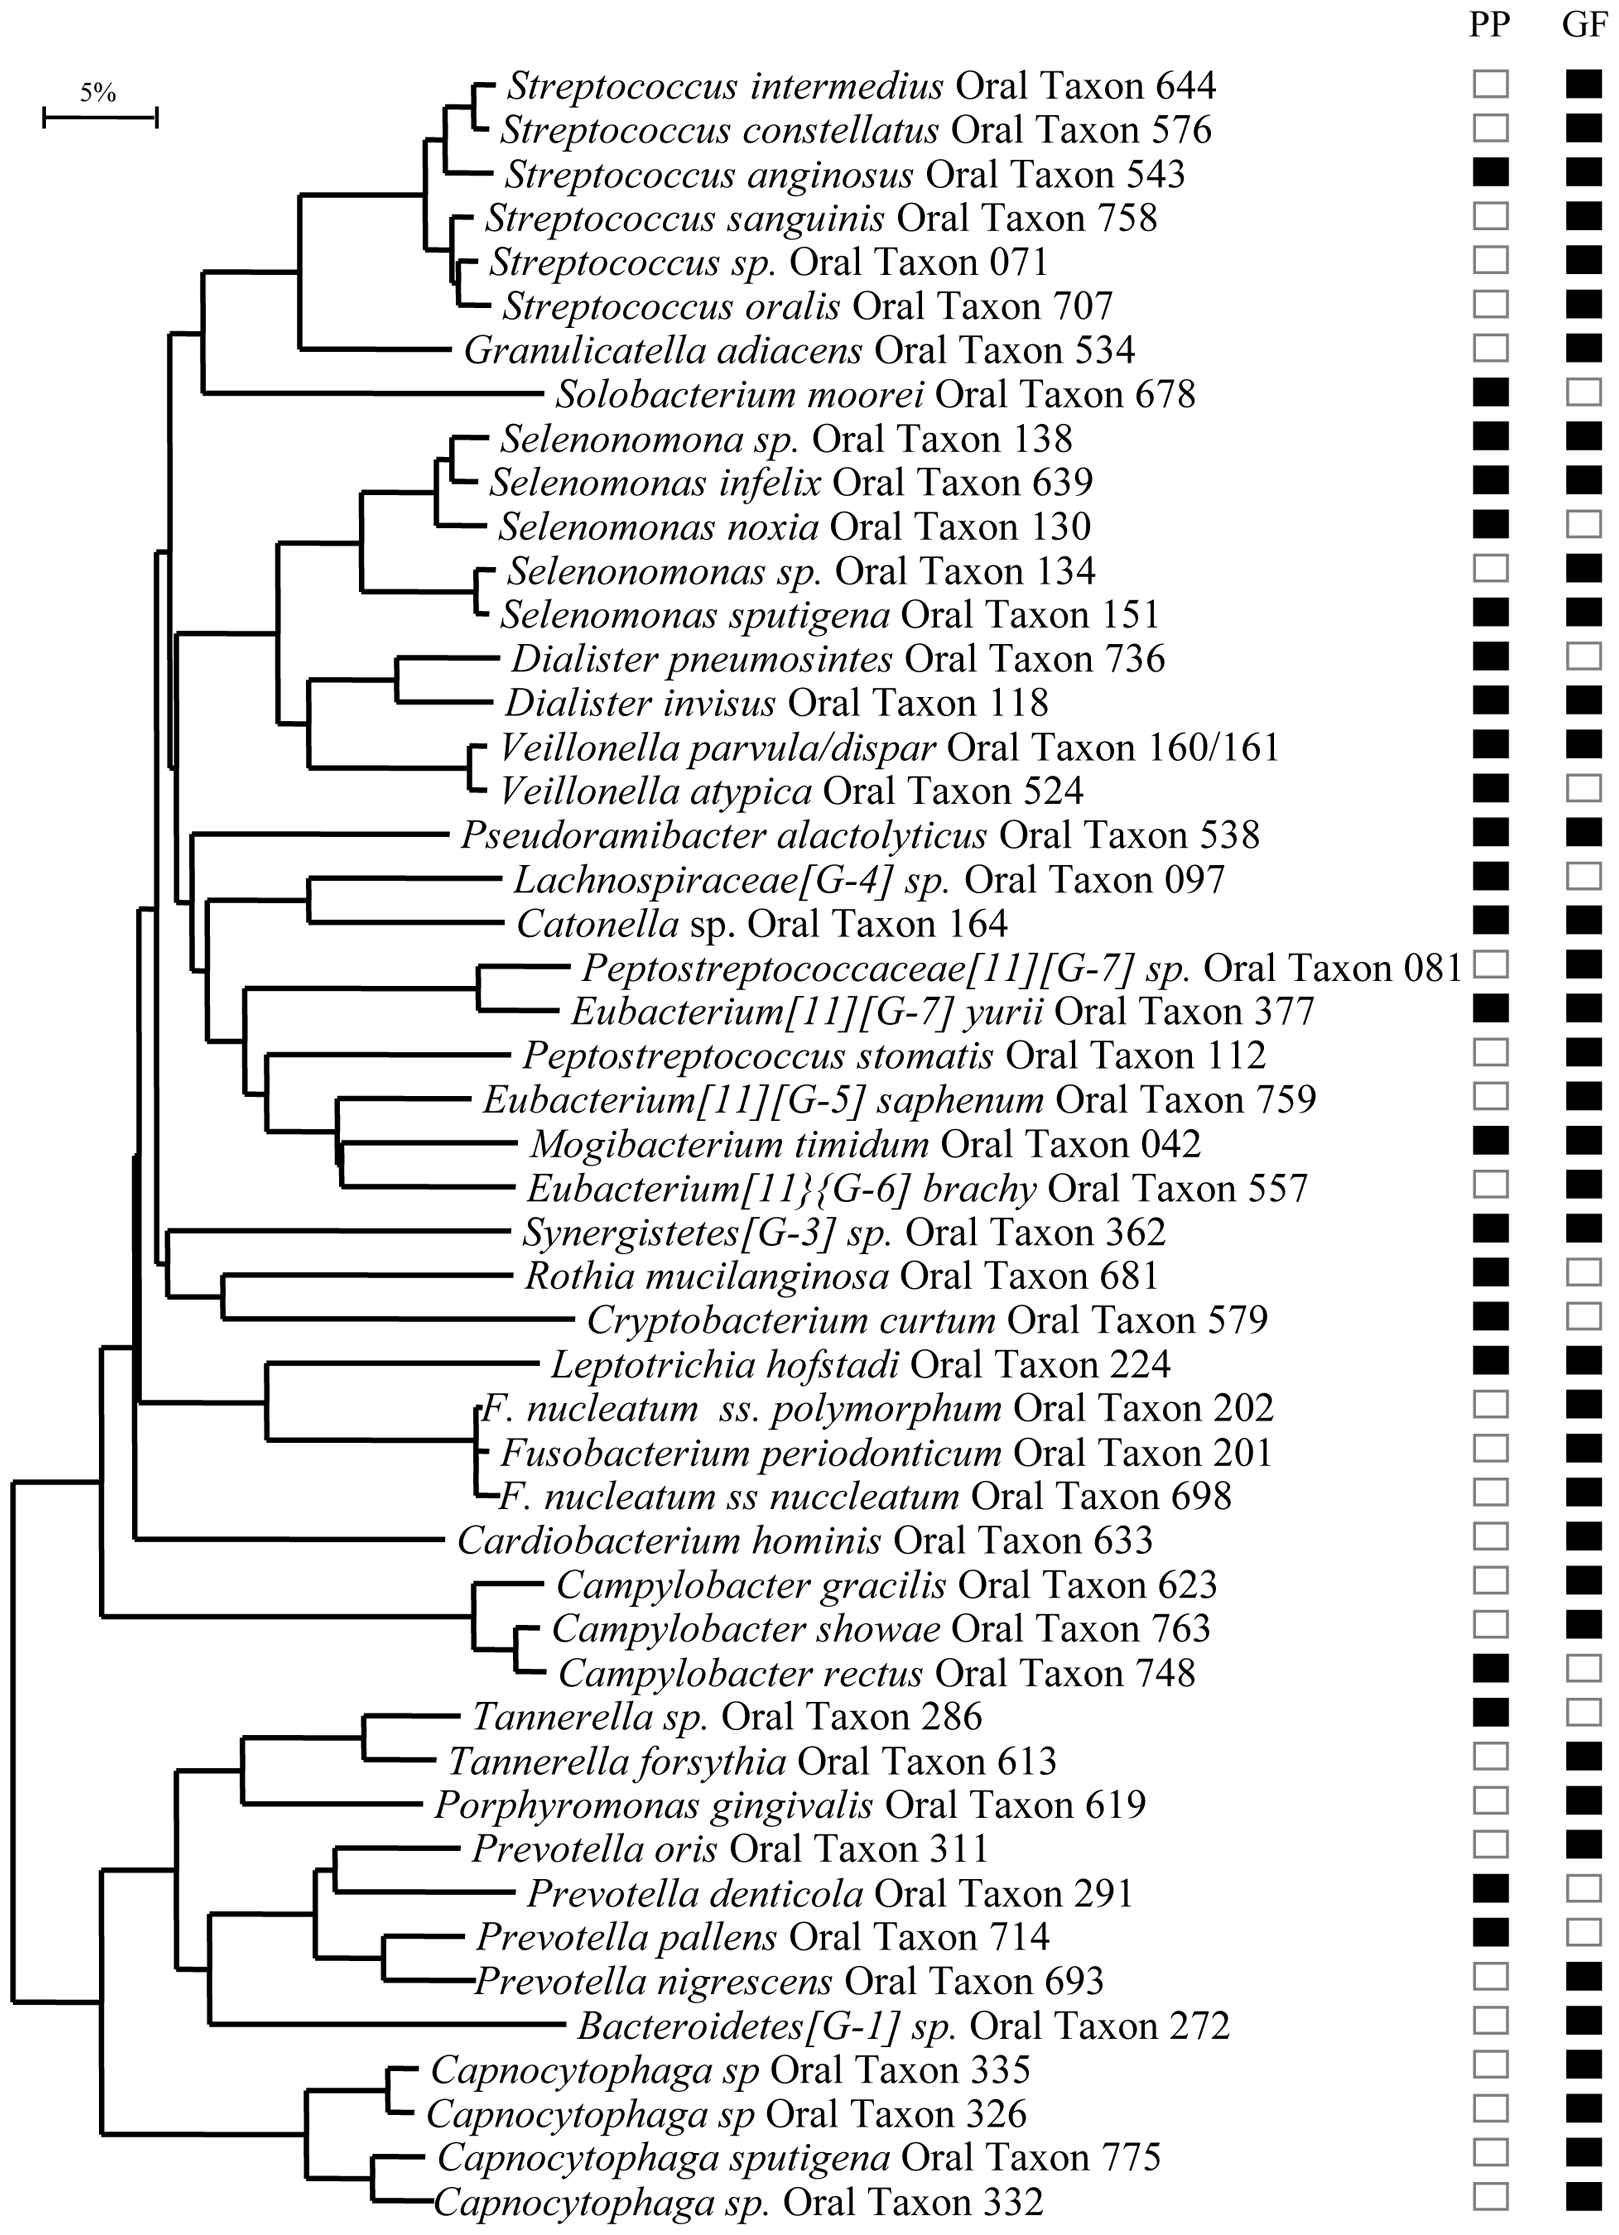 PP GF
5%
Streptococcus intermedius Oral Taxon 644
Streptococcus constellatus Oral Taxon 576
Streptococcus anginosus Oral Taxon 543
Streptococcus sanguinis Oral Taxon 758
Streptococcus sp. Oral Taxon 071
Streptococcus oralis Oral Taxon 707
Granulicatella adiacens Oral Taxon 534
Solobacterium moorei Oral Taxon 678
Selenonomona sp. Oral Taxon 138
Selenomonas infelix Oral Taxon 639
Selenomonas noxia Oral Taxon 130
Selenonomonas sp. Oral Taxon 134
Selenomonas sputigena Oral Taxon 151
Dialister pneumosintes Oral Taxon 736
Dialister invisus Oral Taxon 118
Veillonella parvula/dispar Oral Taxon 160/161
Veillonella atypica Oral Taxon 524
Pseudoramibacter alactolyticus Oral Taxon 538
Lachnospiraceae[G-4] sp. Oral Taxon 097
Catonella sp. Oral Taxon 164
Peptostreptococcaceae[11][G-7] sp. Oral Taxon 081
Eubacterium[11][G-7] yurii Oral Taxon 377
Peptostreptococcus stomatis Oral Taxon 112
Eubacterium[11][G-5] saphenum Oral Taxon 759
Mogibacterium timidum Oral Taxon 042
Eubacterium[11}{G-6] brachy Oral Taxon 557
Synergistetes[G-3] sp. Oral Taxon 362
Rothia mucilanginosa Oral Taxon 681
Cryptobacterium curtum Oral Taxon 579
Leptotrichia hofstadi Oral Taxon 224
F. nucleatum ss. polymorphum Oral Taxon 202
Fusobacterium periodonticum Oral Taxon 201
F. nucleatum ss nuccleatum Oral Taxon 698
Cardiobacterium hominis Oral Taxon 633
Campylobacter gracilis Oral Taxon 623
Campylobacter showae Oral Taxon 763
Campylobacter rectus Oral Taxon 748
Tannerella sp. Oral Taxon 286
Tannerella forsythia Oral Taxon 613
Porphyromonas gingivalis Oral Taxon 619
Prevotella oris Oral Taxon 311
Prevotella denticola Oral Taxon 291
Prevotella pallens Oral Taxon 714
Prevotella nigrescens Oral Taxon 693
Bacteroidetes[G-1] sp. Oral Taxon 272
Capnocytophaga sp Oral Taxon 335
Capnocytophaga sp Oral Taxon 326
Capnocytophaga sputigena Oral Taxon 775
Capnocytophaga sp. Oral Taxon 332